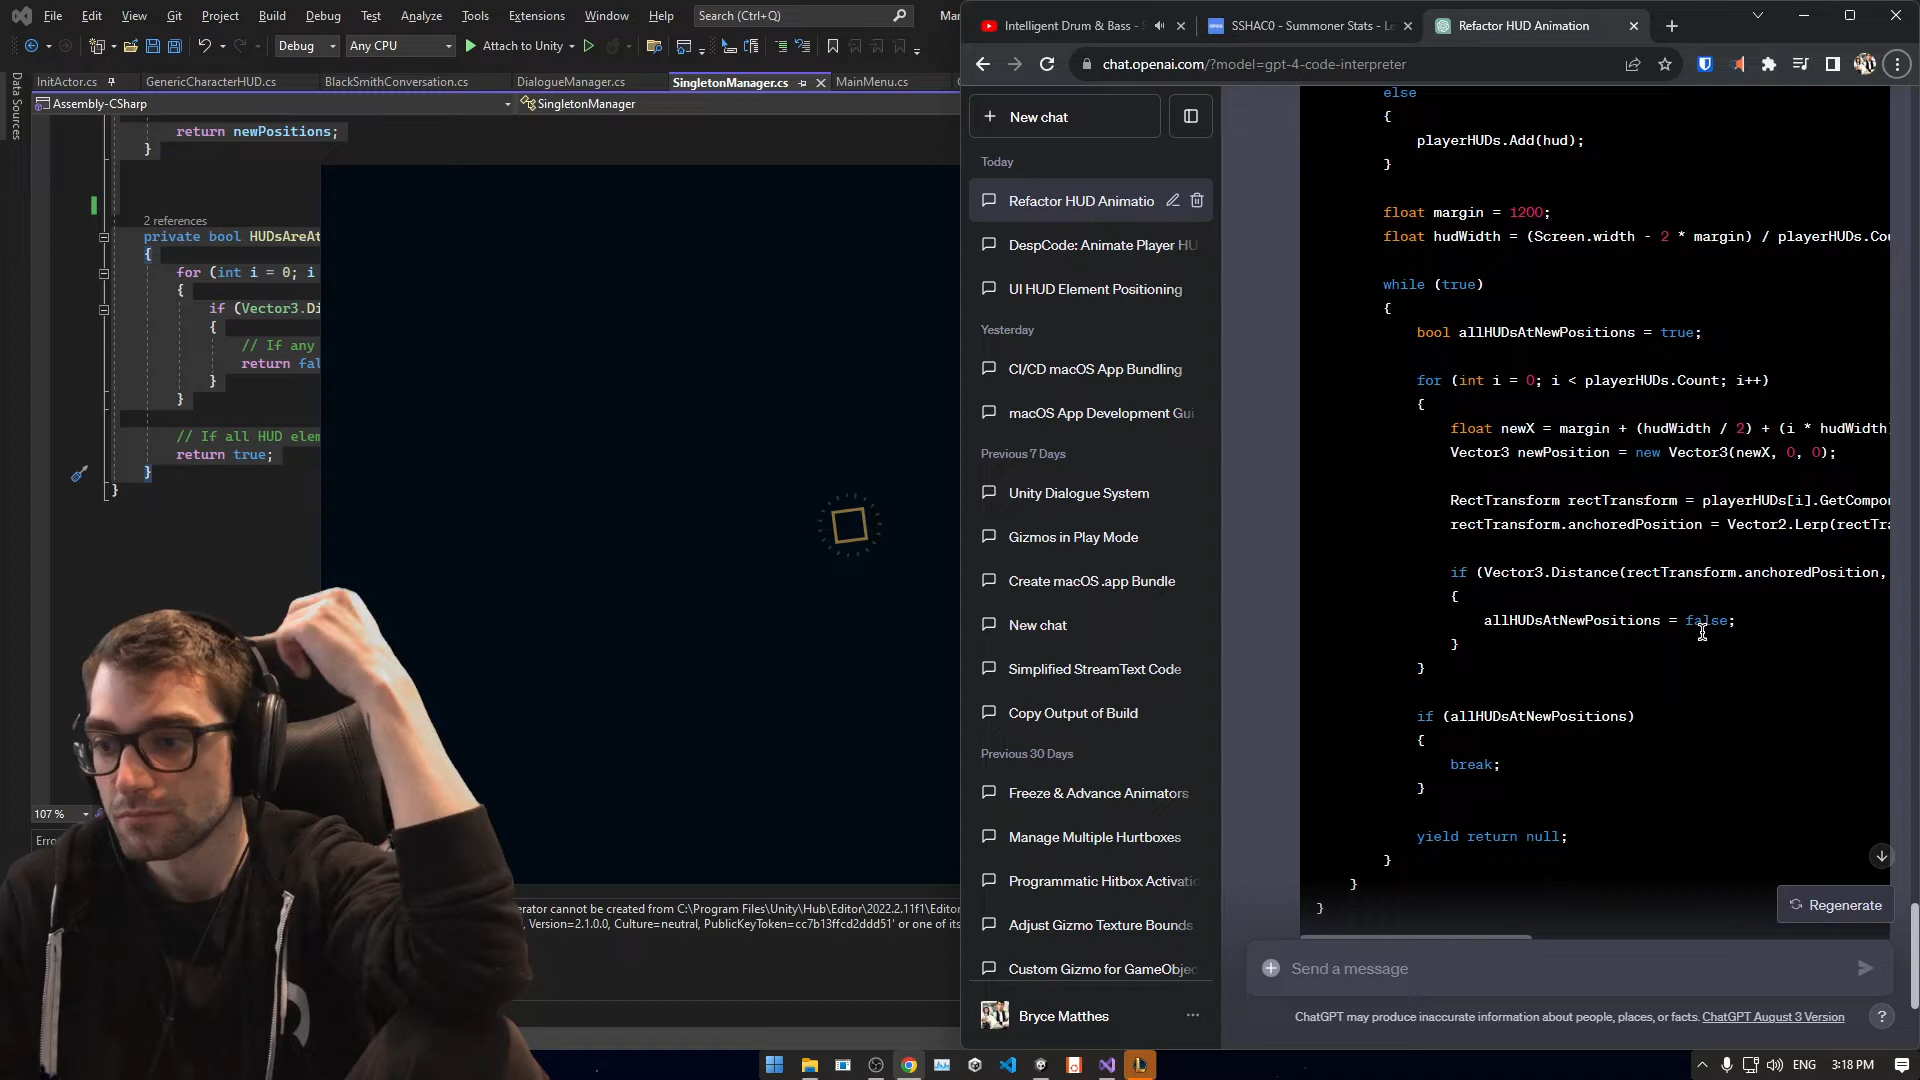 File Edit View Git Project Build Debug Test Analyze Tools Extensions Window Help Search (Ctrl+Q)
Debug Any CPU Attach to Unity
InitActor.cs GenericCharacterHUD.cs BlackSmithConversation.cs DialogueManager.cs SingletonManager.cs MainMenu.cs
Assembly-CSharp SingletonManager
Data Sources
return newPositions;
}
2 references
private bool HUDsAreAt
{
for (int i = 0; i
{
if (Vector3.Di
{
// If any
return fal
}
}
// If all HUD elem
return true;
}
}
107 %
Erro
erator cannot be created from C:\Program Files\Unity\Hub\Editor\2022.2.11f1\Editor
, Version=2.1.0.0, Culture=neutral, PublicKeyToken=cc7b13ffcd2ddd51' or one of its
Intelligent Drum & Bass - SSHAC0 - Summoner Stats - Le Refactor HUD Animation
chat.openai.com/?model=gpt-4-code-interpreter
New chat
Today
Refactor HUD Animatio
DespCode: Animate Player HU
UI HUD Element Positioning
Yesterday
CI/CD macOS App Bundling
macOS App Development Gui
Previous 7 Days
Unity Dialogue System
Gizmos in Play Mode
Create macOS .app Bundle
New chat
Simplified StreamText Code
Copy Output of Build
Previous 30 Days
Freeze & Advance Animators
Manage Multiple Hurtboxes
Programmatic Hitbox Activatio
Adjust Gizmo Texture Bounds
Custom Gizmo for GameObjec
Bryce Matthes
else
{
playerHUDs.Add(hud);
}
float margin = 1200;
float hudWidth = (Screen.width - 2 * margin) / playerHUDs.Cou
while (true)
{
bool allHUDsAtNewPositions = true;
for (int i = 0; i < playerHUDs.Count; i++)
{
float newX = margin + (hudWidth / 2) + (i * hudWidth)
Vector3 newPosition = new Vector3(newX, 0, 0);
RectTransform rectTransform = playerHUDs[i].GetCompon
rectTransform.anchoredPosition = Vector2.Lerp(rectTra
if (Vector3.Distance(rectTransform.anchoredPosition,
{
allHUDsAtNewPositions = false;
}
}
if (allHUDsAtNewPositions)
{
break;
}
yield return null;
}
}
}
Regenerate
Send a message
ChatGPT may produce inaccurate information about people, places, or facts. ChatGPT August 3 Version
?
ENG 3:18 PM